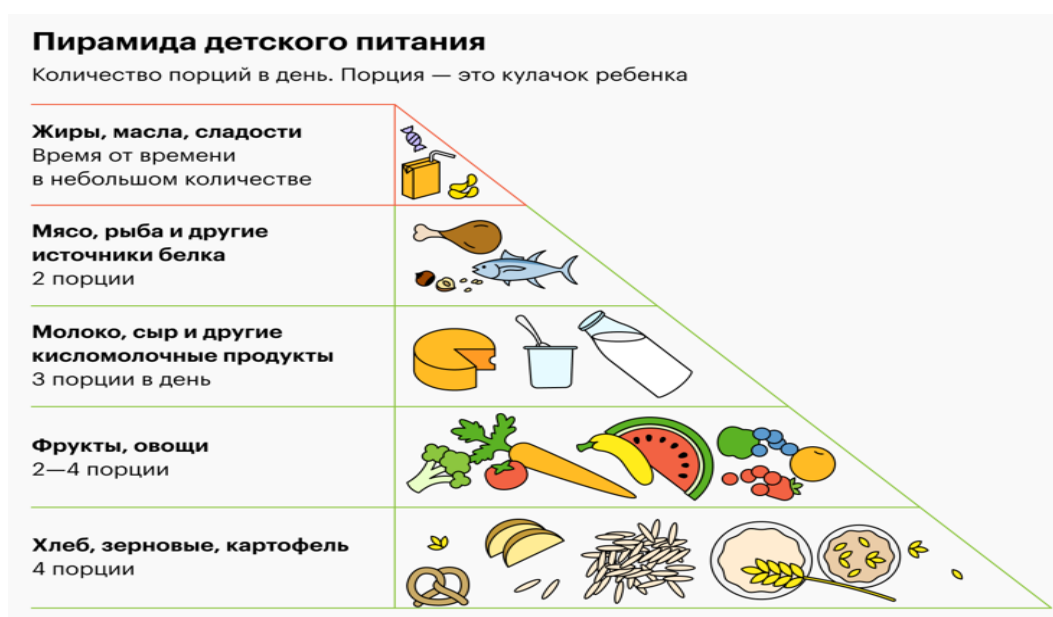 Пирамида детского питания
Количество порций в день. Порция — это кулачок ребенка
Жиры, масла, сладости
Время от времени
в небольшом количестве
Мясо, рыба и другие
источники белка
2 порции
Молоко, сыр и другие
кисломолочные продукты
3 порции в день
Фрукты, овощи
2—4 порции
Хлеб, зерновые, картофель
4 порции